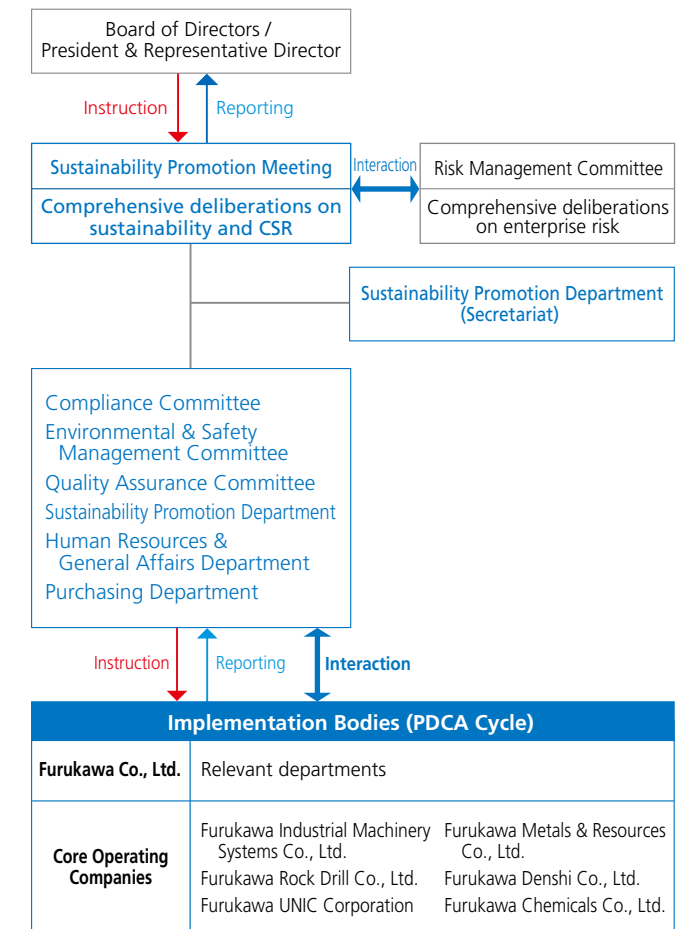 Board of Directors /
President & Representative Director
Instruction
Reporting
Sustainability Promotion Meeting
Comprehensive deliberations on
sustainability and CSR
Interaction
Risk Management Committee
Comprehensive deliberations
on enterprise risk
Sustainability Promotion Department
(Secretariat)
Compliance Committee
Environmental & Safety
Management Committee
Quality Assurance Committee
Sustainability Promotion Department
Human Resources &
General Affairs Department
Purchasing Department
Instruction
Reporting
Interaction
Implementation Bodies (PDCA Cycle)
Furukawa Co., Ltd.
Relevant departments
Core Operating
Companies
Furukawa Industrial Machinery
Systems Co., Ltd.
Furukawa Rock Drill Co., Ltd.
Furukawa UNIC Corporation
Furukawa Metals & Resources
Co., Ltd.
Furukawa Denshi Co., Ltd.
Furukawa Chemicals Co., Ltd.